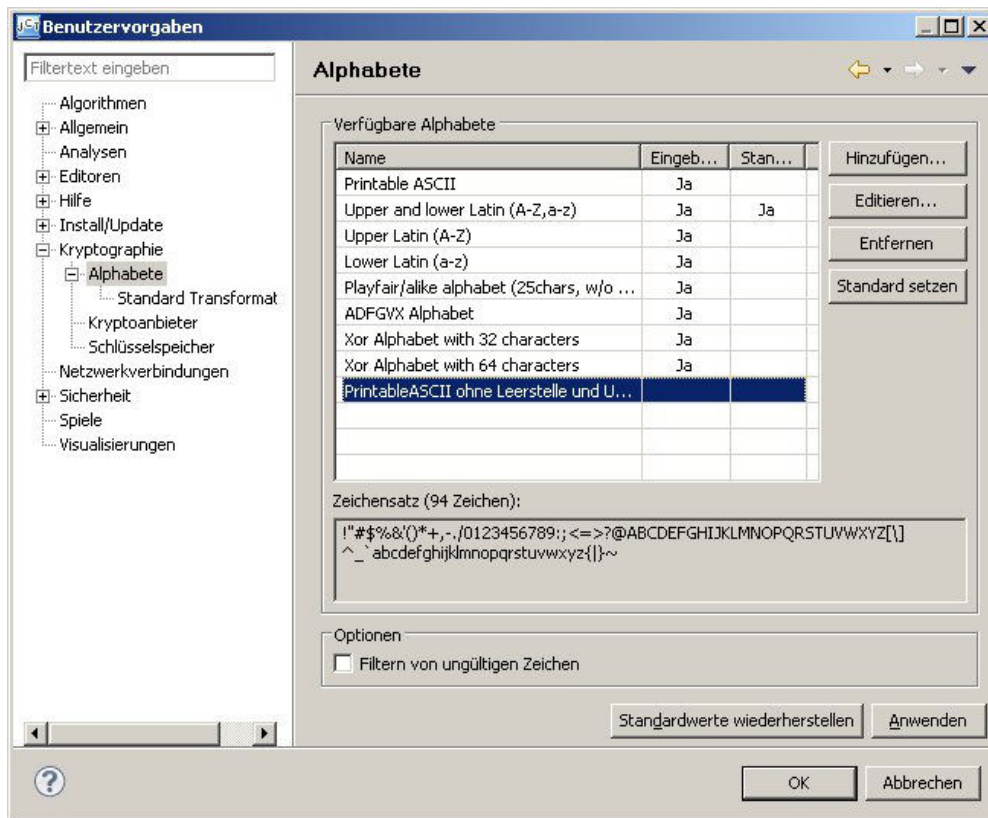 JCT Benutzervorgaben
Filtertext eingeben
Algorithmen
Allgemein
Analysen
Editoren
Hilfe
Install/Update
Kryptographie
Alphabete
Standard Transformat
Kryptoanbieter
Schlüsselspeicher
Netzwerkverbindungen
Sicherheit
Spiele
Visualisierungen
Alphabete
Verfügbare Alphabete
Name Eingeb... Stan...
Printable ASCII Ja
Upper and lower Latin (A-Z,a-z) Ja Ja
Upper Latin (A-Z) Ja
Lower Latin (a-z) Ja
Playfair/alike alphabet (25chars, w/o ... Ja
ADFGVX Alphabet Ja
Xor Alphabet with 32 characters Ja
Xor Alphabet with 64 characters Ja
PrintableASCII ohne Leerstelle und U...
Hinzufügen...
Editieren...
Entfernen
Standard setzen
Zeichensatz (94 Zeichen):
!"#$%&'()*+,-./0123456789:;<=>?@ABCDEFGHIJKLMNOPQRSTUVWXYZ[\]
^_`abcdefghijklmnopqrstuvwxyz{|}~
Optionen
Filtern von ungültigen Zeichen
Standardwerte wiederherstellen Anwenden
? OK Abbrechen